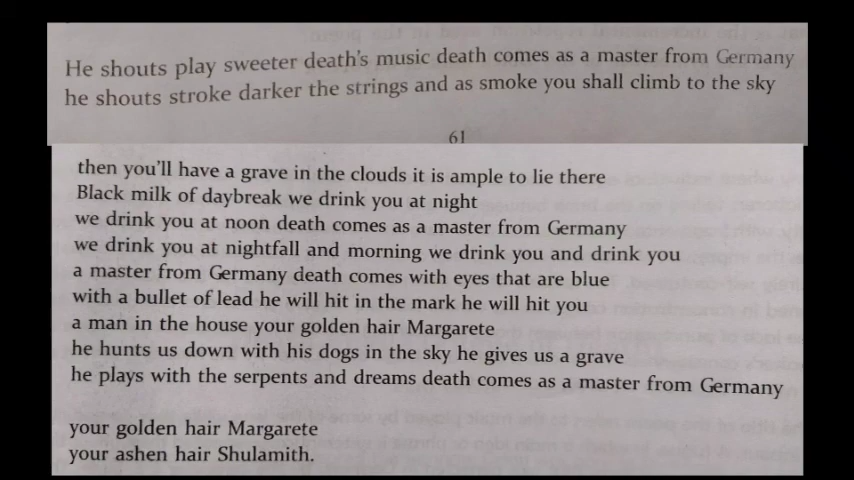 He shouts play sweeter death's music death comes as a master from Germany
he shouts stroke darker the strings and as smoke you shall climb to the sky
61
then you'll have a grave in the clouds it is ample to lie there
Black milk of daybreak we drink you at night
we drink you at noon death comes as a master from Germany
we drink you at nightfall and morning we drink you and drink you
a master from Germany death comes with eyes that are blue
with a bullet of lead he will hit in the mark he will hit you
a man in the house your golden hair Margarete
he hunts us down with his dogs in the sky he gives us a grave
he plays with the serpents and dreams death comes as a master from Germany
your golden hair Margarete
your ashen hair Shulamith.